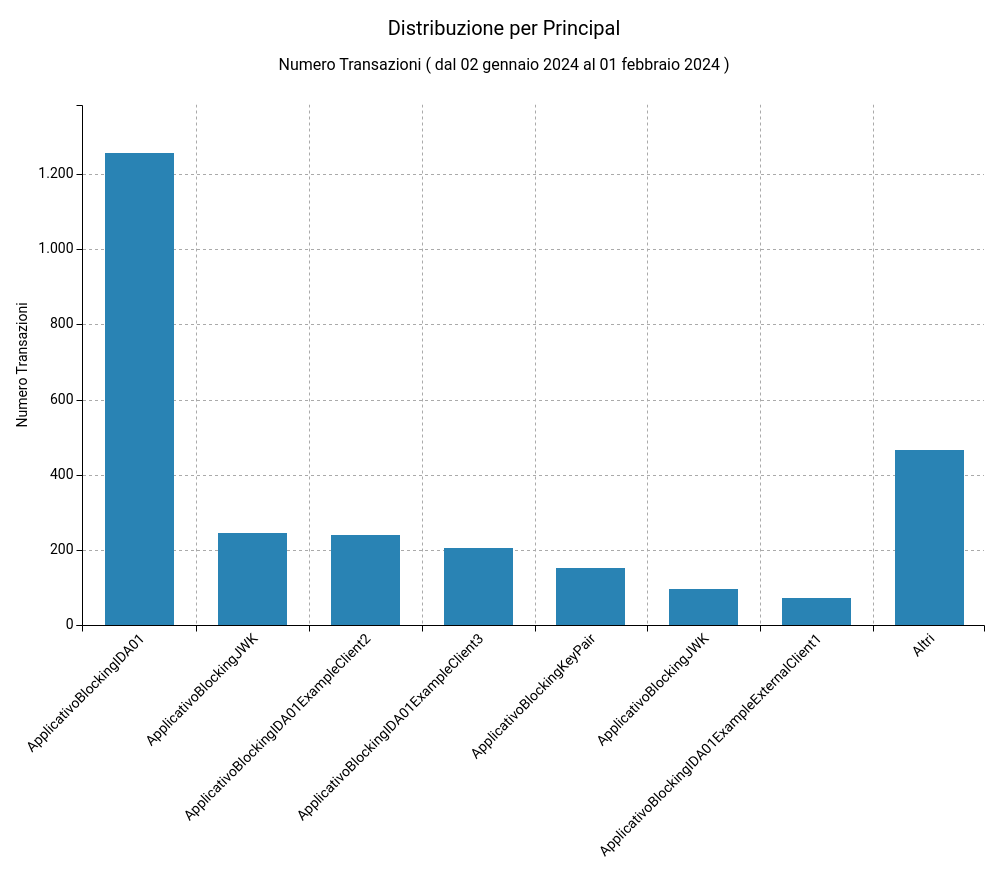 Distribuzione per Principal
Numero Transazioni ( dal 02 gennaio 2024 al 01 febbraio 2024 )
Numero Transazioni
1.200
1.000
800
600
400
200
0
ApplicativoBlockingIDA01
ApplicativoBlockingJWK
ApplicativoBlockingIDA01ExampleClient2
ApplicativoBlockingIDA01ExampleClient3
ApplicativoBlockingKeyPair
ApplicativoBlockingJWK
ApplicativoBlockingIDA01ExampleExternalClient1
Altri